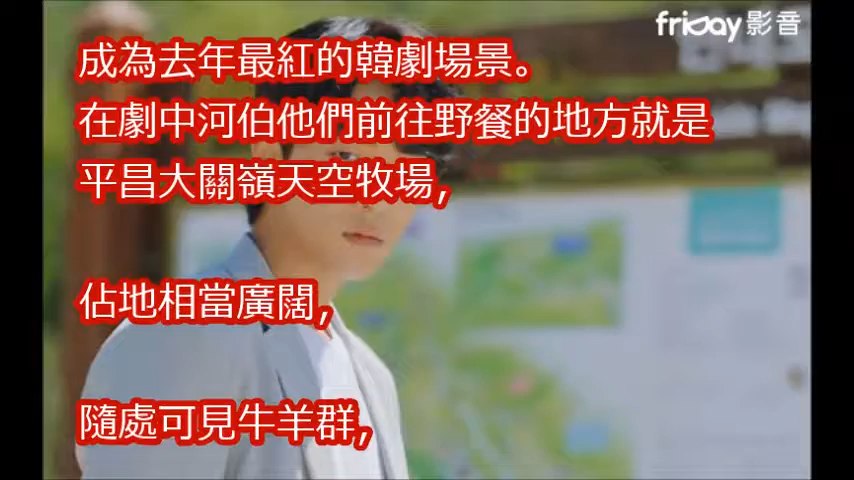 friDay影音
成為去年最紅的韓劇場景。
在劇中河伯他們前往野餐的地方就是
平昌大關嶺天空牧場，
佔地相當廣闊，
隨處可見牛羊群，